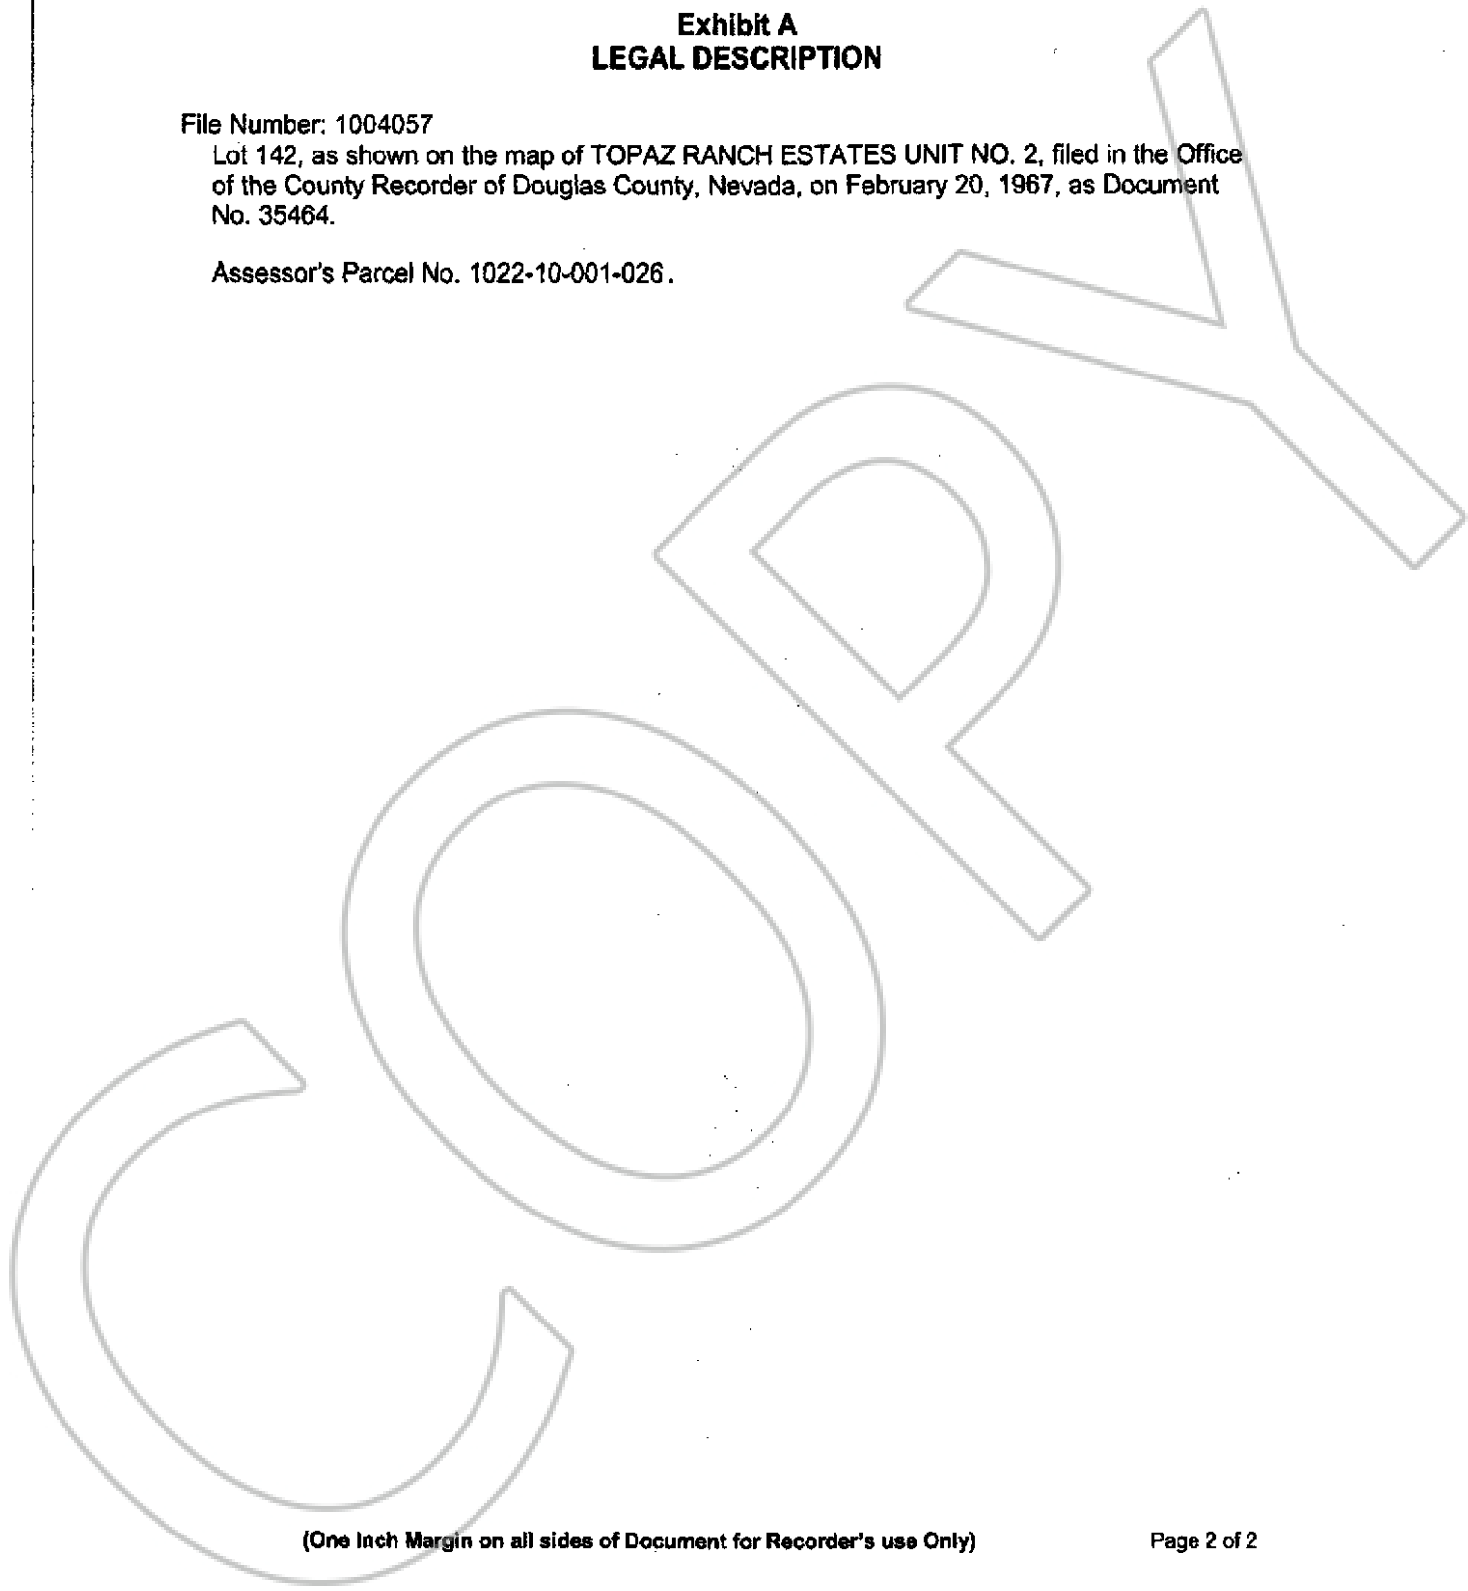 Exhibit A
LEGAL DESCRIPTION
File Number: 1004057
Lot 142, as shown on the map of TOPAZ RANCH ESTATES UNIT NO. 2, filed in the Office
of the County Recorder of Douglas County, Nevada, on February 20, 1967, as Document
No. 35464.
Assessor's Parcel No. 1022-10-001-026.
COPY
(One Inch Margin on all sides of Document for Recorder's use Only) Page 2 of 2